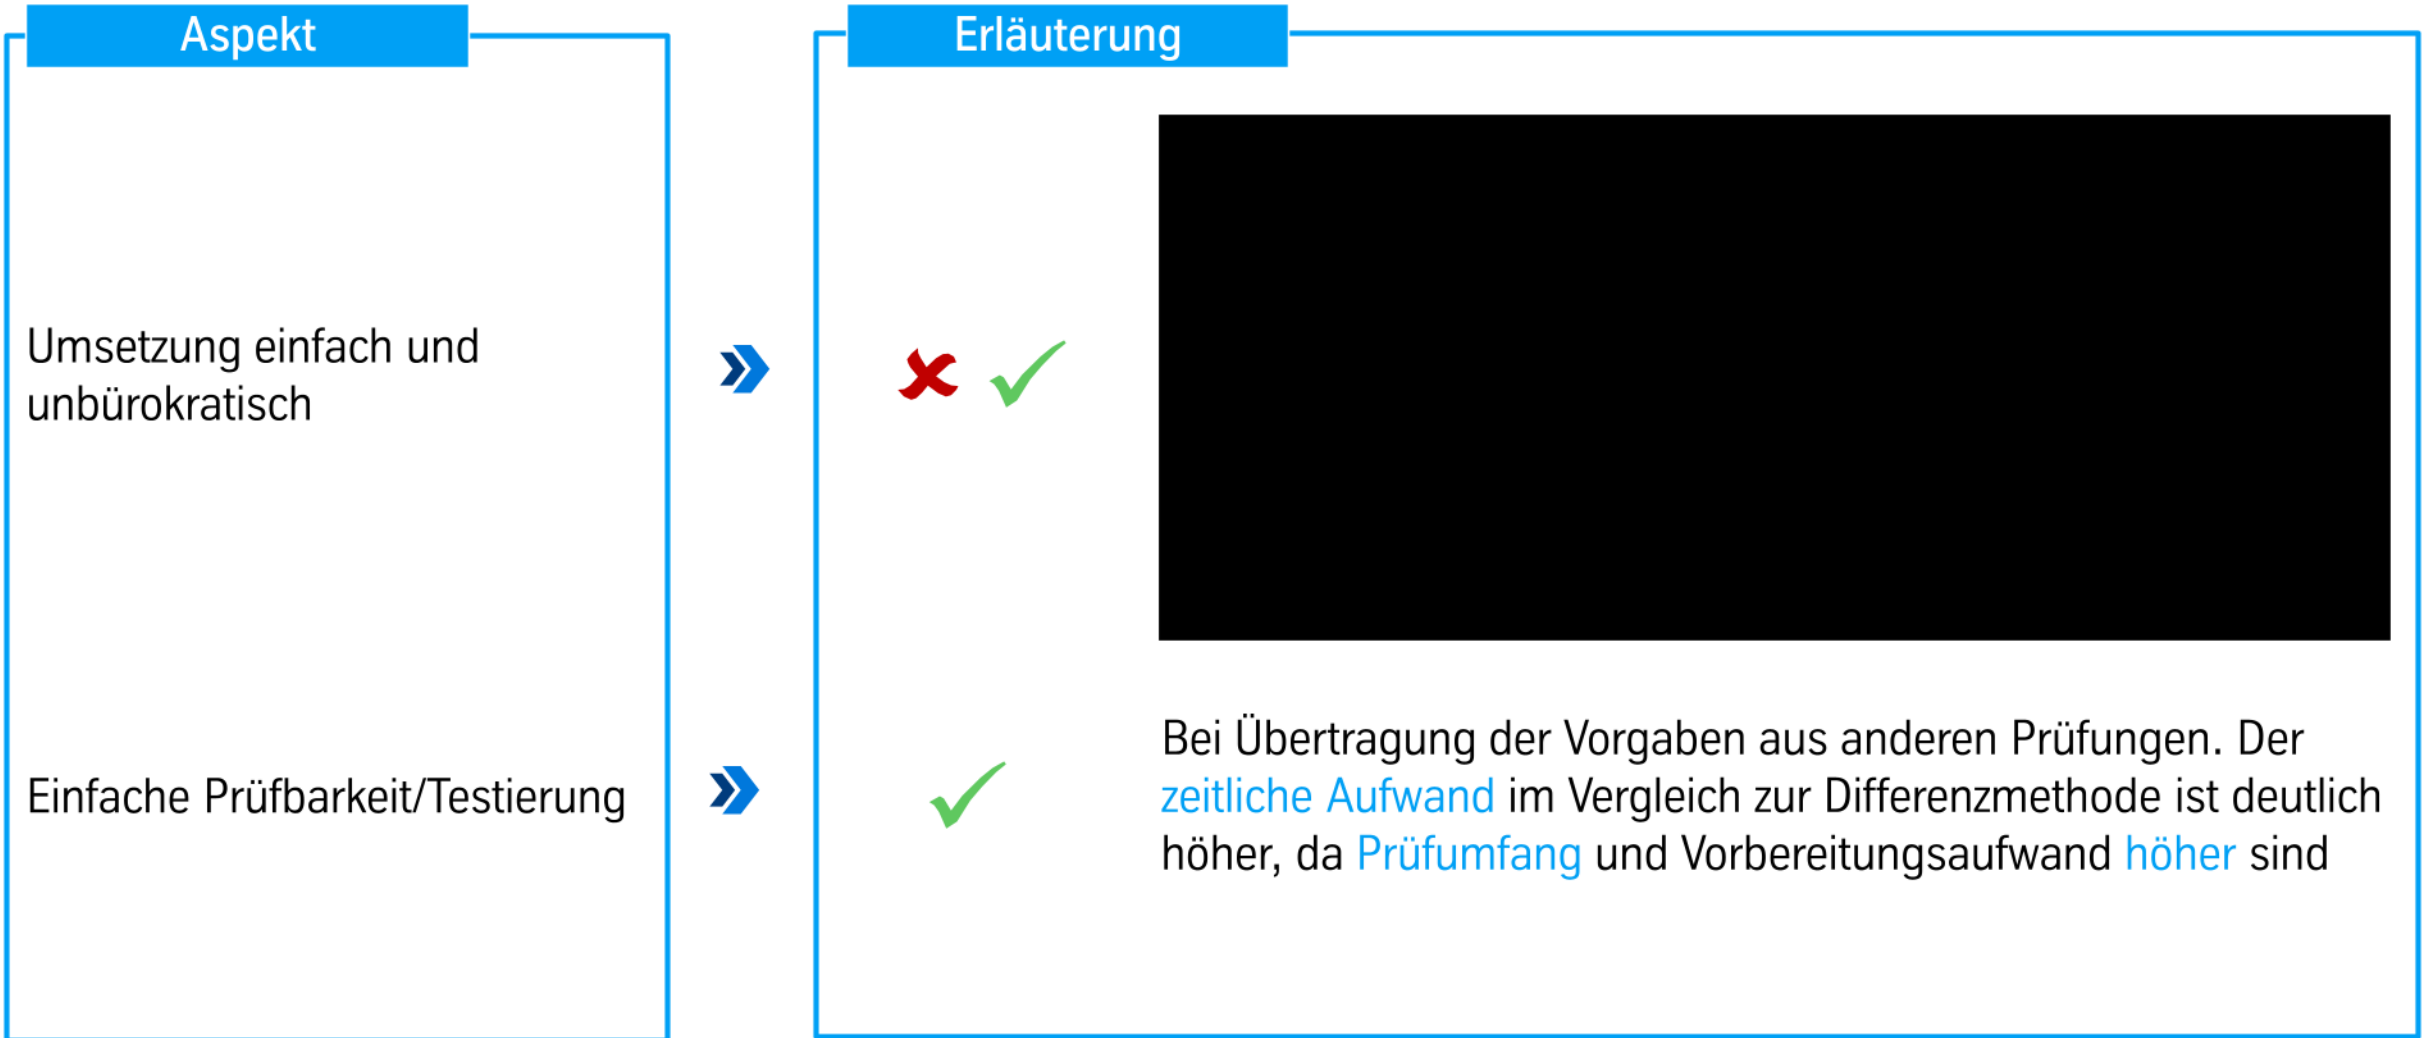 Aspekt
Erläuterung
Umsetzung einfach und
unbürokratisch
Einfache Prüfbarkeit/Testierung
Bei Übertragung der Vorgaben aus anderen Prüfungen. Der
zeitliche Aufwand im Vergleich zur Differenzmethode ist deutlich
höher, da Prüfumfang und Vorbereitungsaufwand höher sind